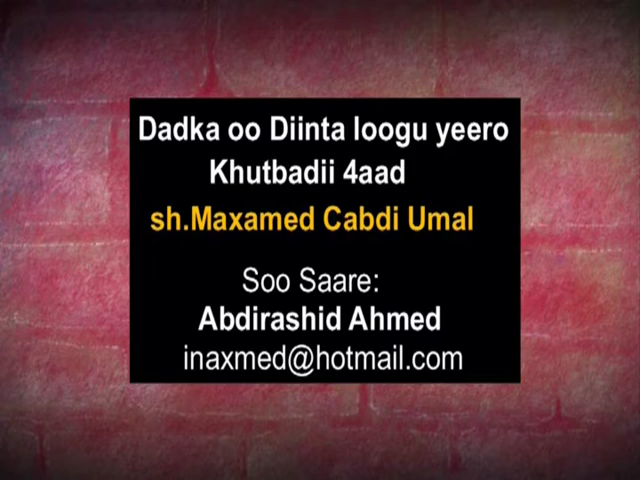 Dadka oo Diinta loogu yeero
Khutbadii 4aad
sh.Maxamed Cabdi Umal
Soo Saare:
Abdirashid Ahmed
inaxmed@hotmail.com